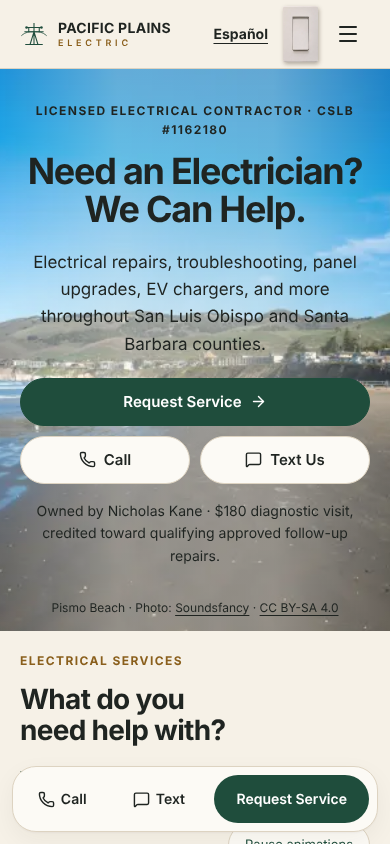 PACIFIC PLAINS
ELECTRIC
Español
LICENSED ELECTRICAL CONTRACTOR · CSLB
#1162180
Need an Electrician?
We Can Help.
Electrical repairs, troubleshooting, panel
upgrades, EV chargers, and more
throughout San Luis Obispo and Santa
Barbara counties.
Request Service →
Call
Text Us
Owned by Nicholas Kane · $180 diagnostic visit,
credited toward qualifying approved follow-up
repairs.
Pismo Beach · Photo: Soundsfancy · CC BY-SA 4.0
ELECTRICAL SERVICES
What do you
need help with?
Call
Text
Request Service
Pause animations